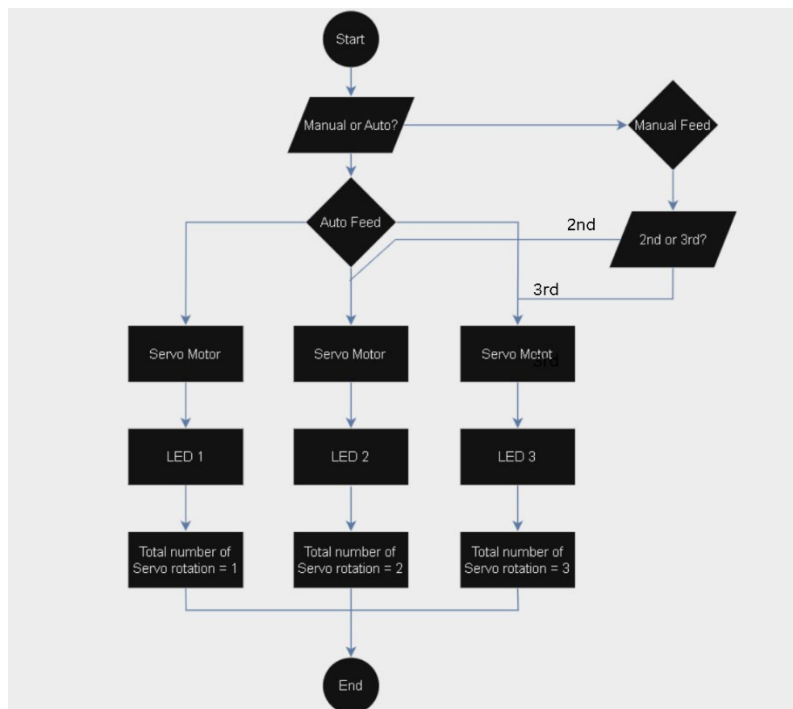 Start
Manual or Auto?
Manual Feed
Auto Feed
2nd
2nd or 3rd?
3rd
Servo Motor
Servo Motor
Servo Motot
3rd
LED 1
LED 2
LED 3
Total number of
Servo rotation = 1
Total number of
Servo rotation = 2
Total number of
Servo rotation = 3
End